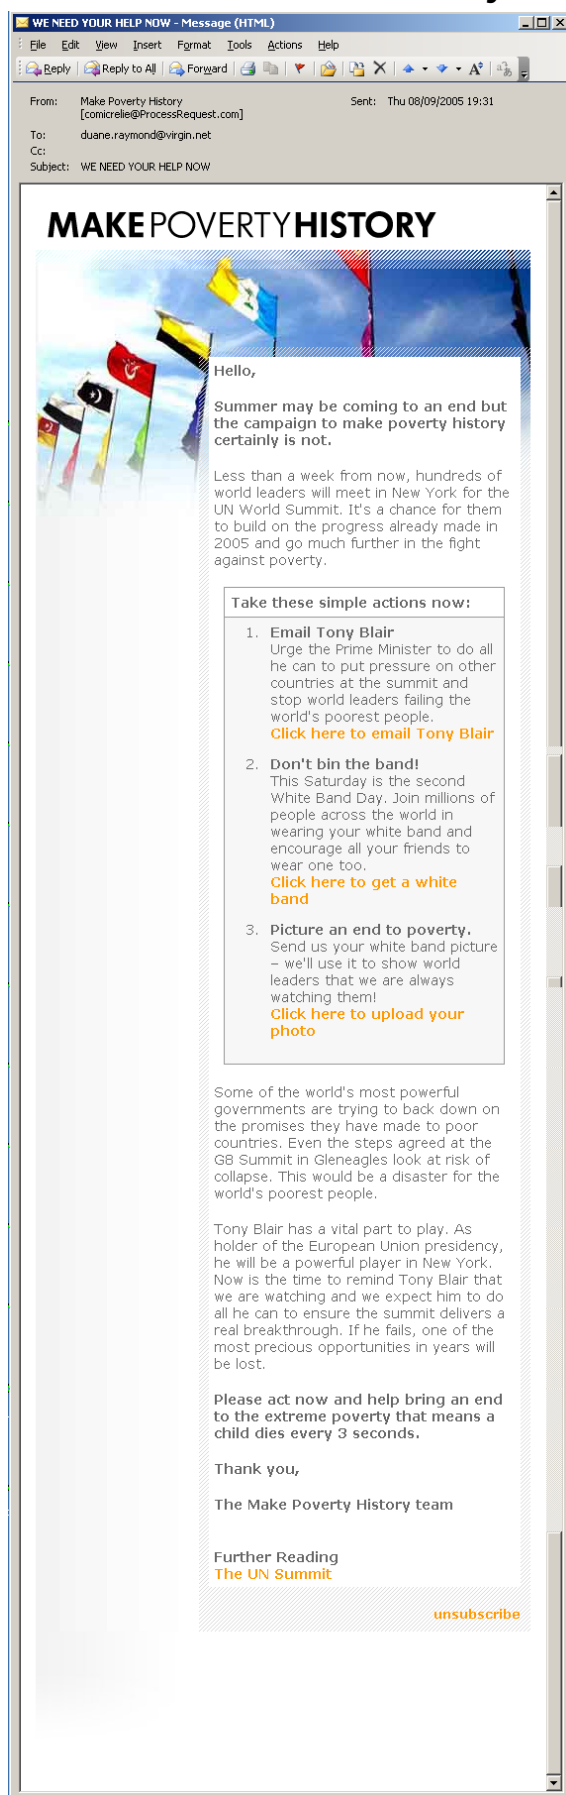 WE NEED YOUR HELP NOW - Message (HTML)
File Edit View Insert Format Tools Actions Help
Reply Reply to All Forward
From: Make Poverty History Sent: Thu 08/09/2005 19:31
[comicrelie@ProcessRequest.com]
To: duane.raymond@virgin.net
Cc:
Subject: WE NEED YOUR HELP NOW
MAKEPOVERTYHISTORY
Hello,
Summer may be coming to an end but
the campaign to make poverty history
certainly is not.
Less than a week from now, hundreds of
world leaders will meet in New York for the
UN World Summit. It's a chance for them
to build on the progress already made in
2005 and go much further in the fight
against poverty.
Take these simple actions now:
1. Email Tony Blair
Urge the Prime Minister to do all
he can to put pressure on other
countries at the summit and
stop world leaders failing the
world's poorest people.
Click here to email Tony Blair
2. Don't bin the band!
This Saturday is the second
White Band Day. Join millions of
people across the world in
wearing your white band and
encourage all your friends to
wear one too.
Click here to get a white
band
3. Picture an end to poverty.
Send us your white band picture
– we'll use it to show world
leaders that we are always
watching them!
Click here to upload your
photo
Some of the world's most powerful
governments are trying to back down on
the promises they have made to poor
countries. Even the steps agreed at the
G8 Summit in Gleneagles look at risk of
collapse. This would be a disaster for the
world's poorest people.
Tony Blair has a vital part to play. As
holder of the European Union presidency,
he will be a powerful player in New York.
Now is the time to remind Tony Blair that
we are watching and we expect him to do
all he can to ensure the summit delivers a
real breakthrough. If he fails, one of the
most precious opportunities in years will
be lost.
Please act now and help bring an end
to the extreme poverty that means a
child dies every 3 seconds.
Thank you,
The Make Poverty History team
Further Reading
The UN Summit
unsubscribe